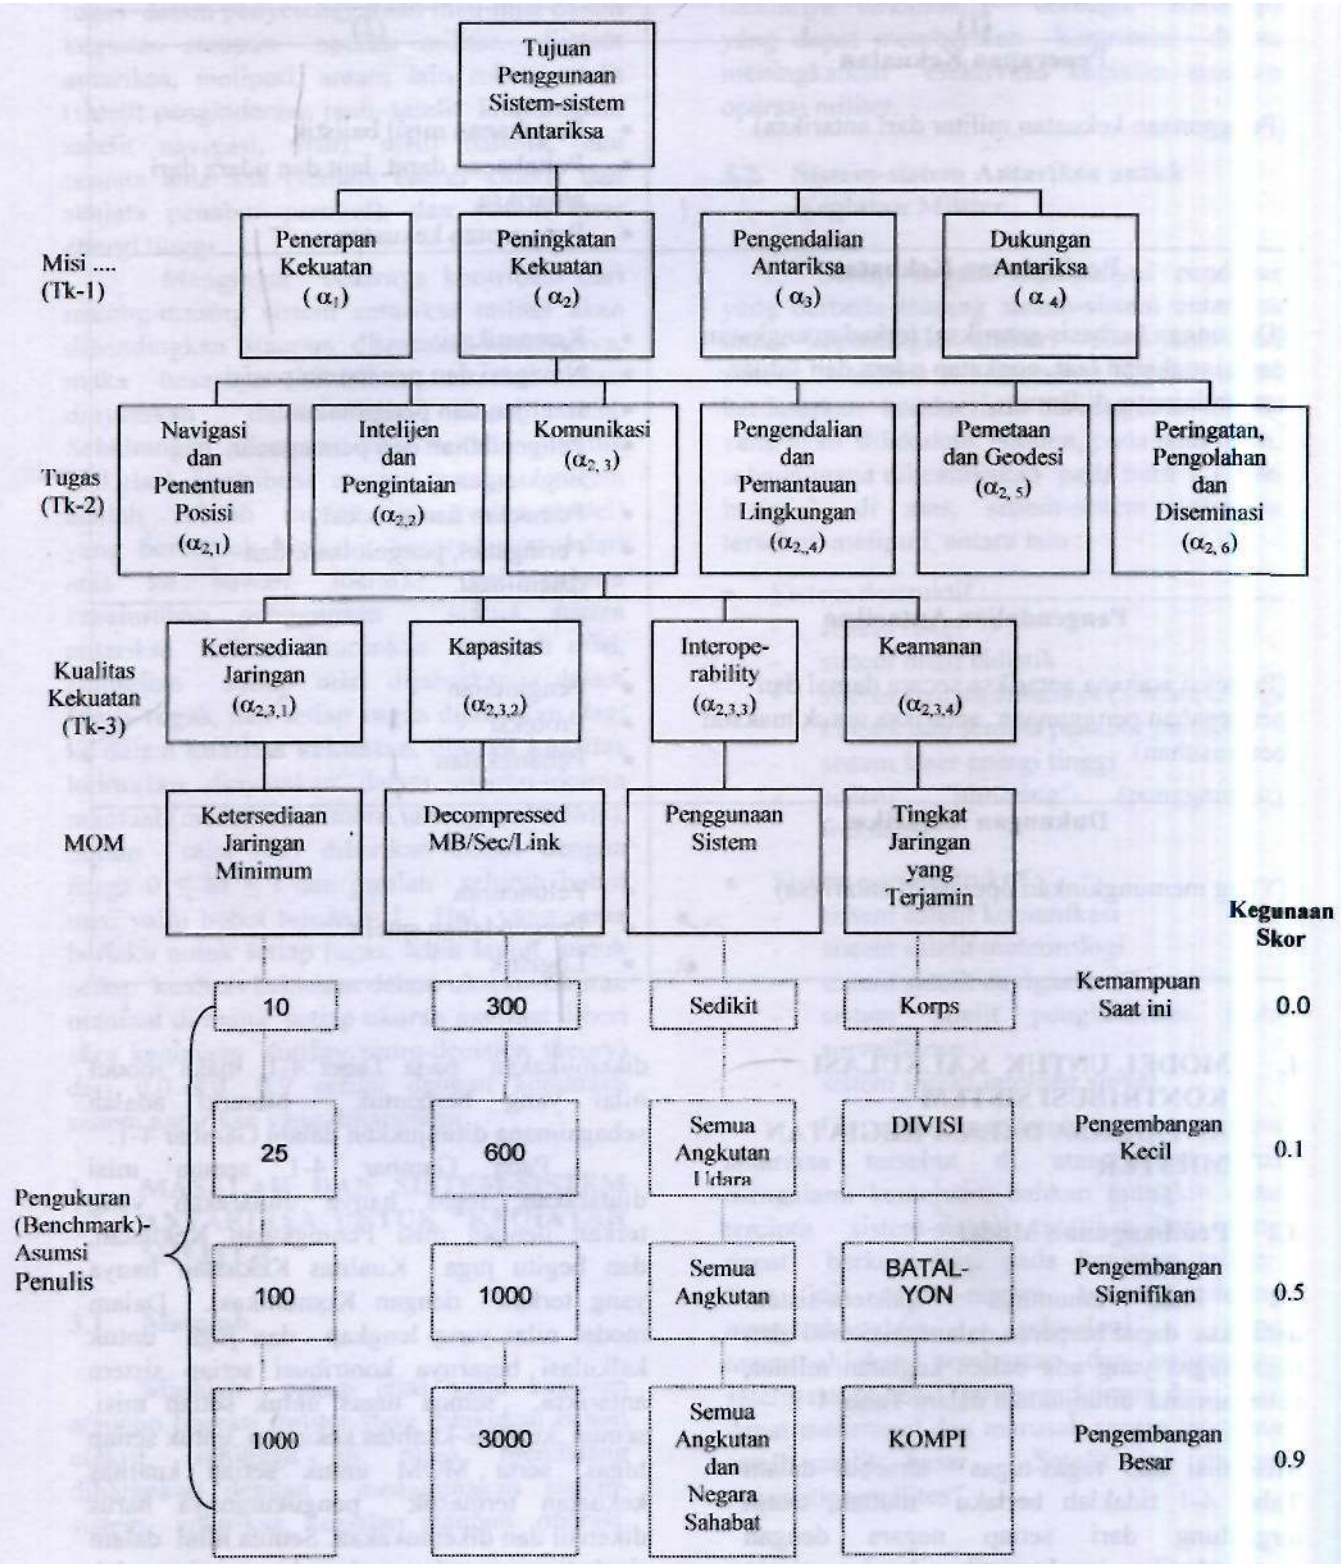 Tujuan
Penggunaan
Sistem-sistem
Antariksa
Misi ....
(Tk-1)
Penerapan
Kekuatan
(α1)
Peningkatan
Kekuatan
(α2)
Pengendalian
Antariksa
(α3)
Dukungan
Antariksa
(α 4)
Tugas
(Tk-2)
Navigasi
dan
Penentuan
Posisi
(α2,1)
Intelijen
dan
Pengintaian
(α2,2)
Komunikasi
(α2, 3)
Pengendalian
dan
Pemantauan
Lingkungan
(α2,,4)
Pemetaan
dan Geodesi
(α2, 5)
Peringatan,
Pengolahan
dan
Diseminasi
(α2, 6)
Kualitas
Kekuatan
(Tk-3)
Ketersediaan
Jaringan
(α2,3,1)
Kapasitas
(α2,3,2)
Interope-
rability
(α2,3,3)
Keamanan
(α2,3,4)
MOM
Ketersediaan
Jaringan
Minimum
Decompressed
MB/Sec/Link
Penggunaan
Sistem
Tingkat
Jaringan
yang
Terjamin
Kegunaan
Skor
10
300
Sedikit
Korps
Kemampuan
Saat ini
0.0
25
600
Semua
Angkutan
Udara
DIVISI
Pengembangan
Kecil
0.1
Pengukuran
(Benchmark)-
Asumsi
Penulis
100
1000
Semua
Angkutan
BATAL-
YON
Pengembangan
Signifikan
0.5
1000
3000
Semua
Angkutan
dan
Negara
Sahabat
KOMPI
Pengembangan
Besar
0.9